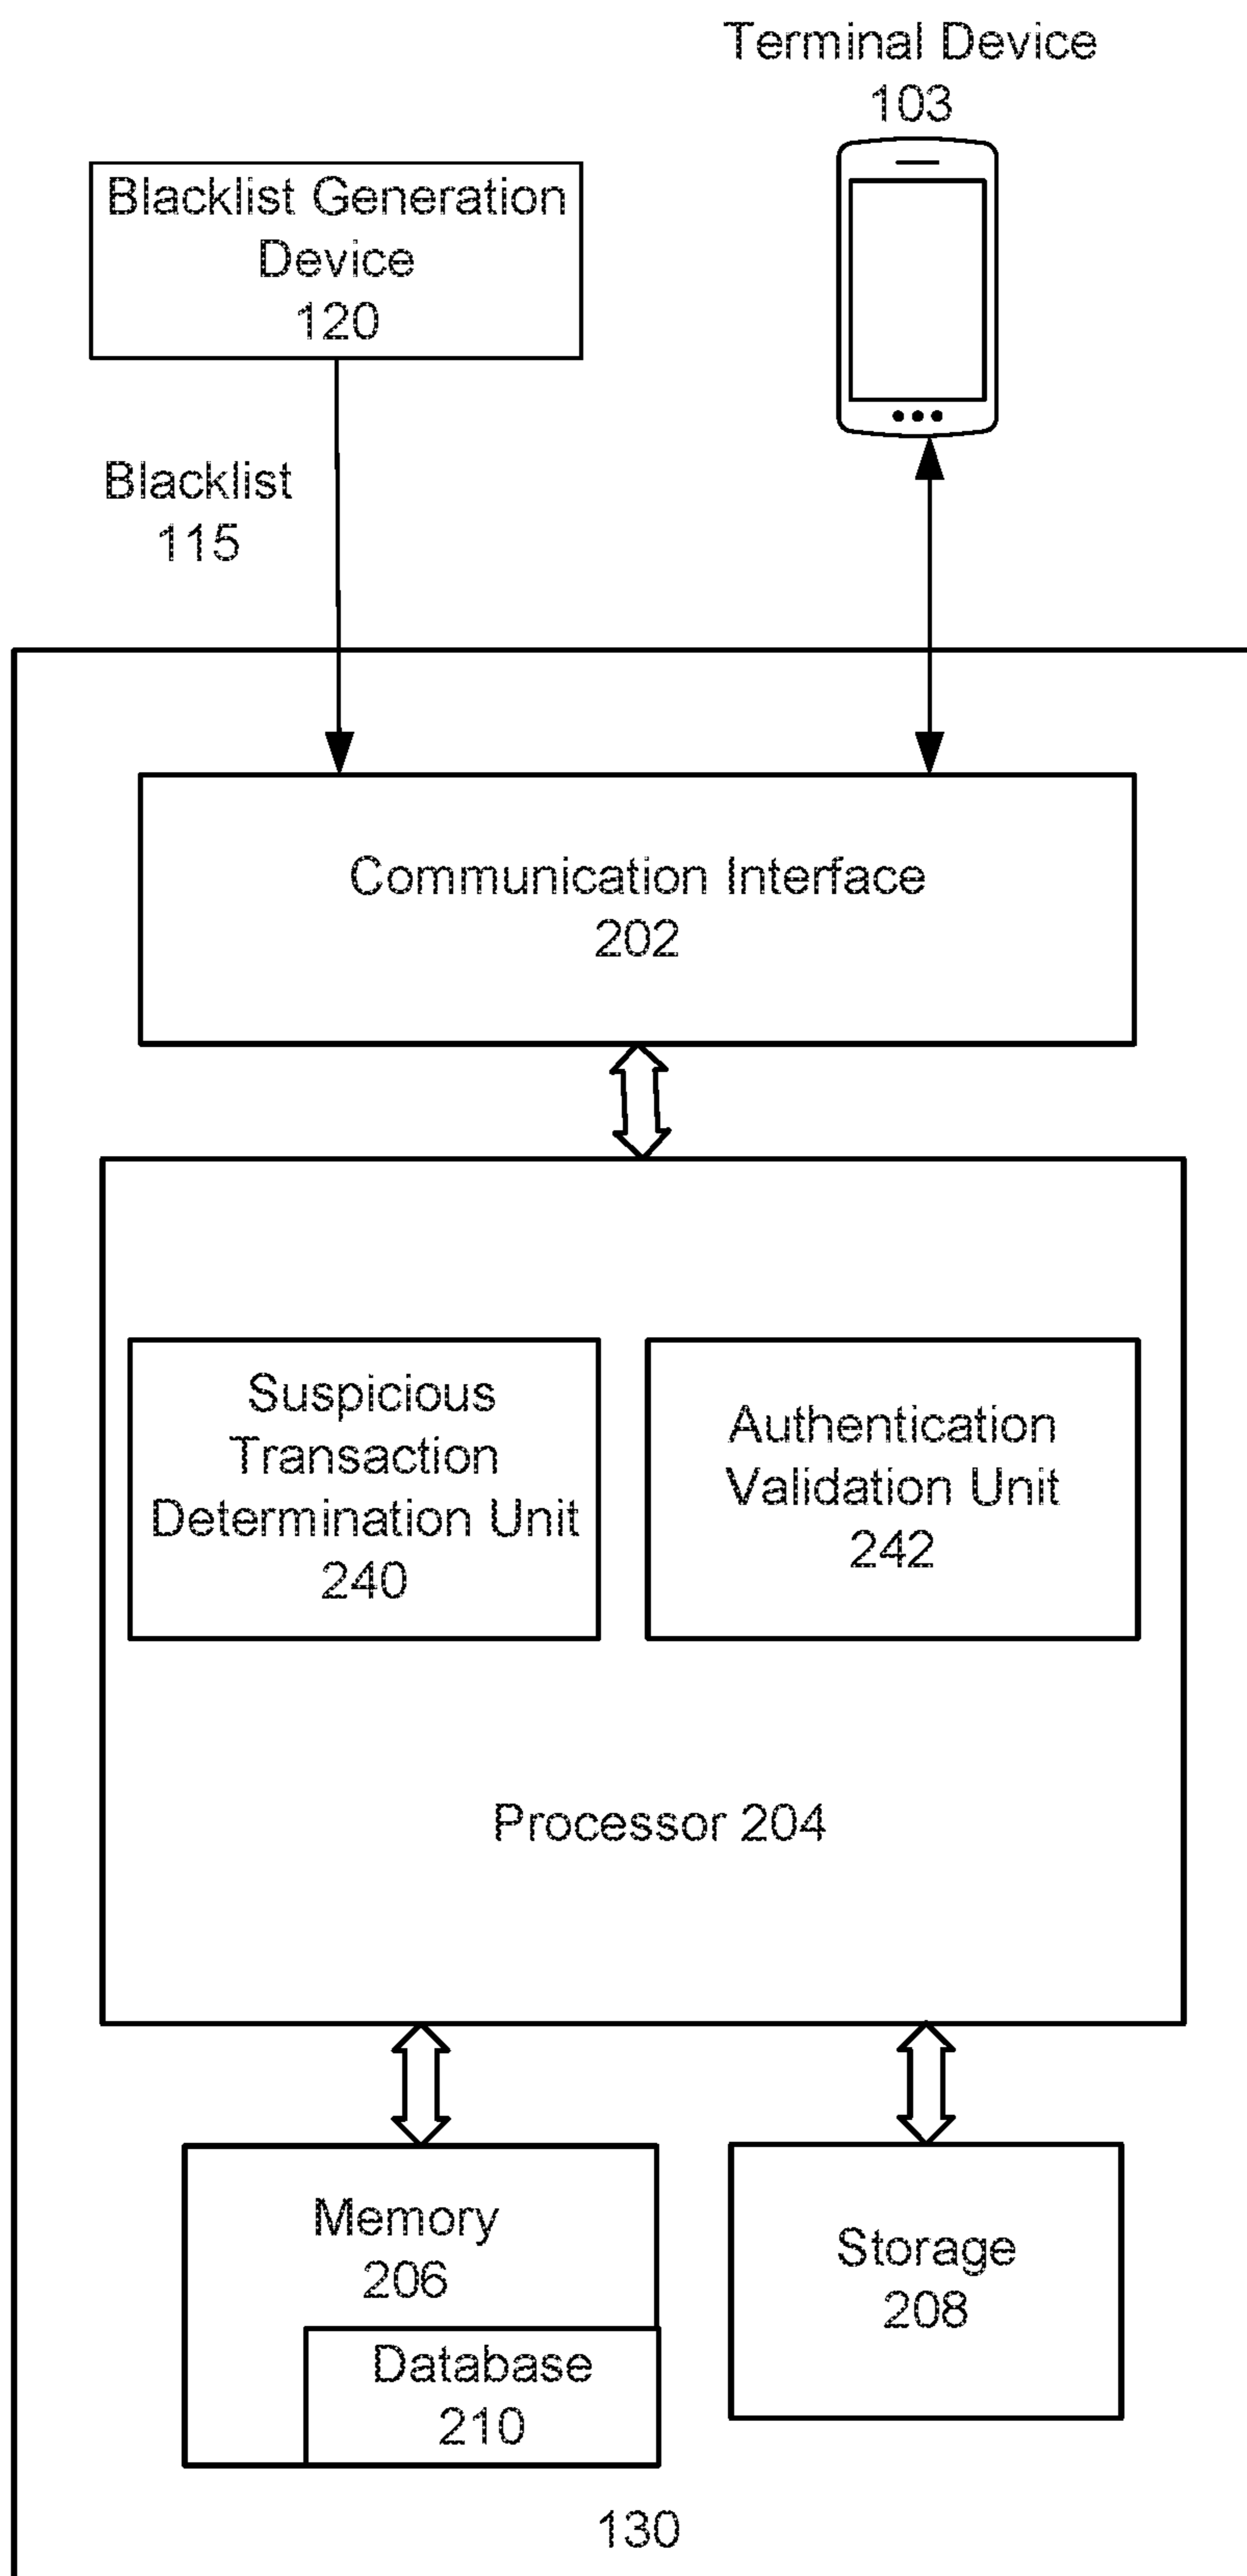 Terminal Device
103
Blacklist Generation
Device
120
Blacklist
115
Communication Interface
202
Suspicious
Transaction
Determination Unit
240
Authentication
Validation Unit
242
Processor 204
Memory
206
Database
210
Storage
208
130